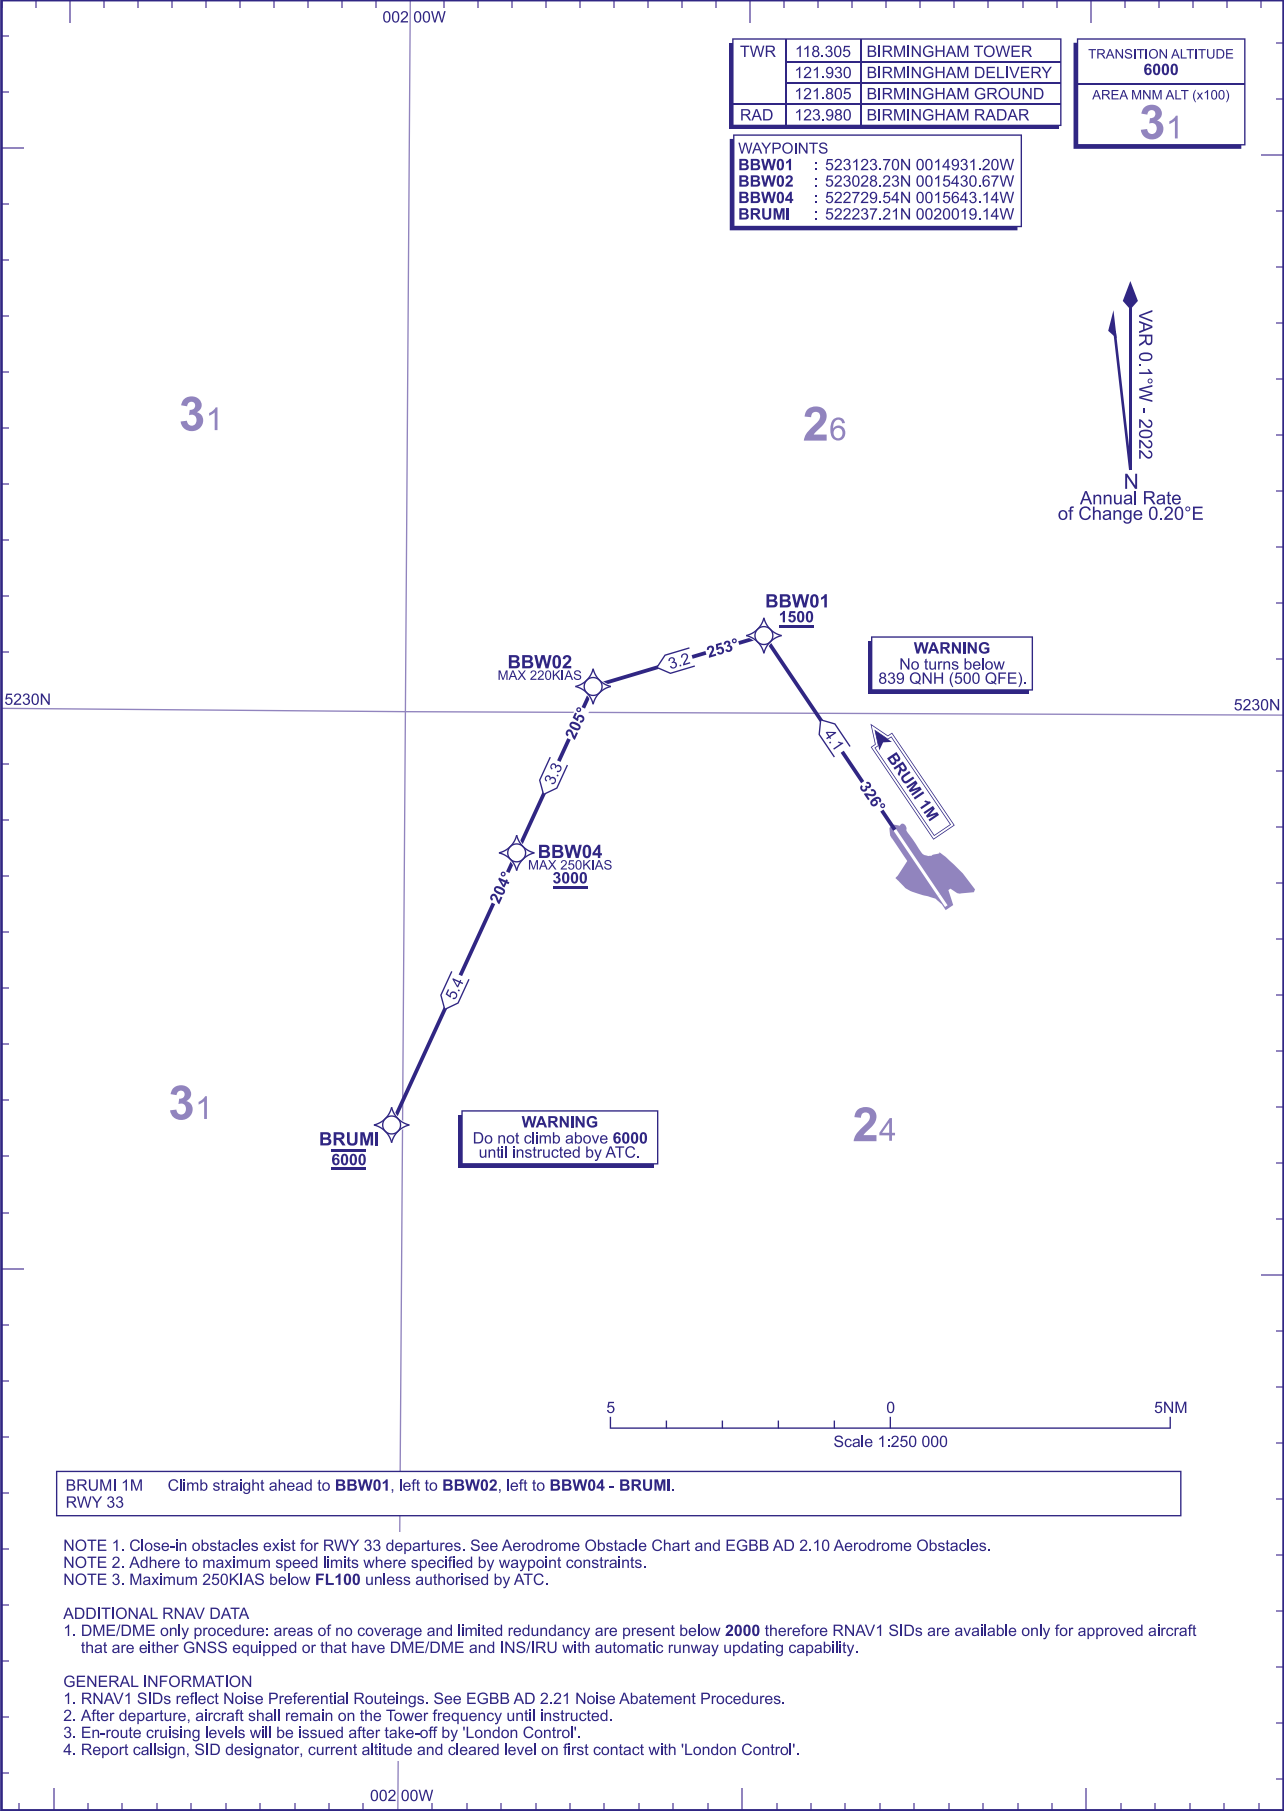 002 00W
TWR 118.305 BIRMINGHAM TOWER
121.930 BIRMINGHAM DELIVERY
121.805 BIRMINGHAM GROUND
RAD 123.980 BIRMINGHAM RADAR
TRANSITION ALTITUDE
6000
AREA MNM ALT (x100)
31
WAYPOINTS
BBW01 : 523123.70N 0014931.20W
BBW02 : 523028.23N 0015430.67W
BBW04 : 522729.54N 0015643.14W
BRUMI : 522237.21N 0020019.14W
VAR 0.1°W - 2022
N
Annual Rate
of Change 0.20°E
31
26
BBW01
1500
3.2
253°
BBW02
MAX 220KIAS
WARNING
No turns below
839 QNH (500 QFE).
5230N
5230N
205°
3.3
4.1
326°
BRUMI 1M
BBW04
MAX 250KIAS
3000
204°
5.4
31
24
BRUMI
6000
WARNING
Do not climb above 6000
until instructed by ATC.
5 0 5NM
Scale 1:250 000
BRUMI 1M Climb straight ahead to BBW01, left to BBW02, left to BBW04 - BRUMI.
RWY 33
NOTE 1. Close-in obstacles exist for RWY 33 departures. See Aerodrome Obstacle Chart and EGBB AD 2.10 Aerodrome Obstacles.
NOTE 2. Adhere to maximum speed limits where specified by waypoint constraints.
NOTE 3. Maximum 250KIAS below FL100 unless authorised by ATC.
ADDITIONAL RNAV DATA
1. DME/DME only procedure: areas of no coverage and limited redundancy are present below 2000 therefore RNAV1 SIDs are available only for approved aircraft
that are either GNSS equipped or that have DME/DME and INS/IRU with automatic runway updating capability.
GENERAL INFORMATION
1. RNAV1 SIDs reflect Noise Preferential Routeings. See EGBB AD 2.21 Noise Abatement Procedures.
2. After departure, aircraft shall remain on the Tower frequency until instructed.
3. En-route cruising levels will be issued after take-off by 'London Control'.
4. Report callsign, SID designator, current altitude and cleared level on first contact with 'London Control'.
002 00W